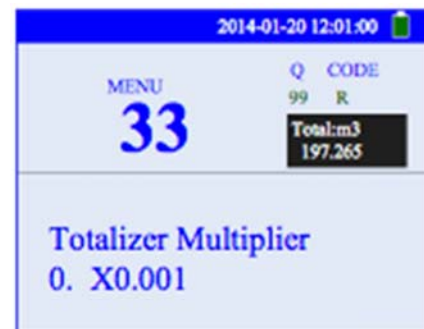 2014-01-20 12:01:00
MENU
33
Q CODE
99 R
Total:m3
197.265
Totalizer Multiplier
0. X0.001